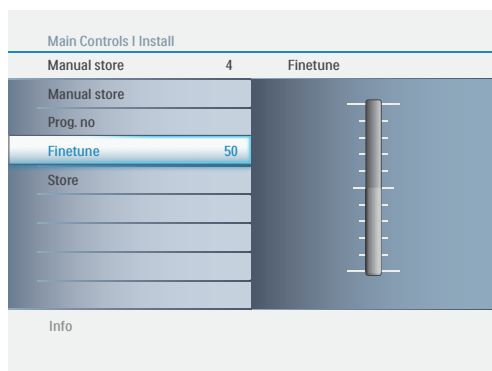 Main Controls I Install
Manual store 4 Finetune
Manual store
Prog. no
Finetune 50
Store
Info